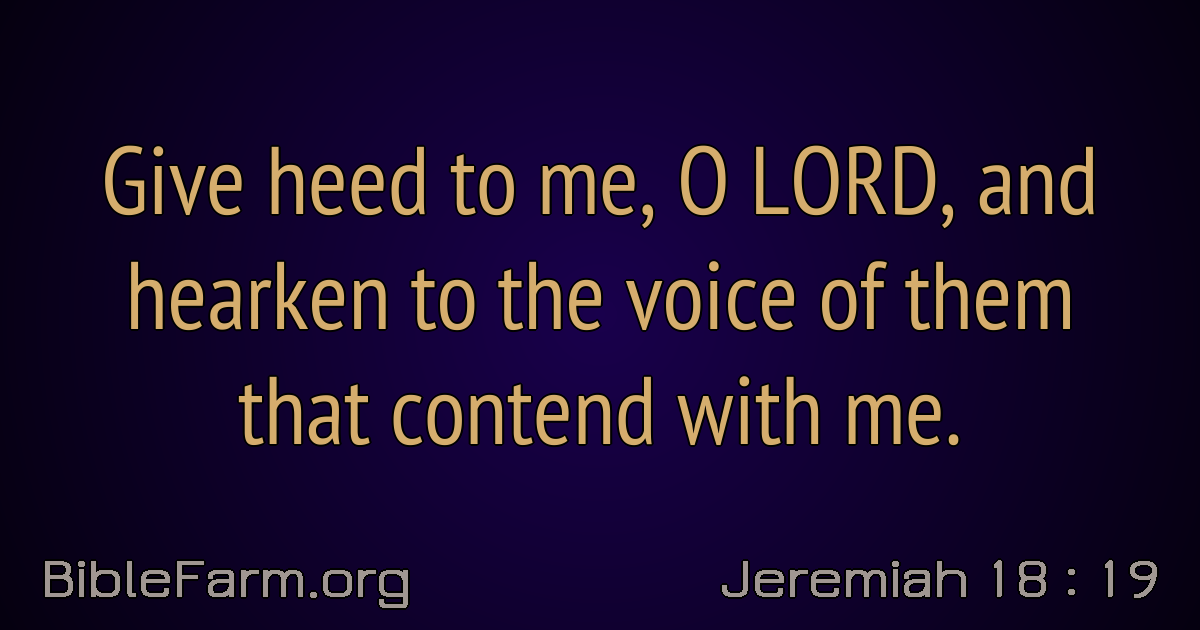 Give heed to me, O LORD, and
hearken to the voice of them
that contend with me.
BibleFarm.org
Jeremiah 18 : 19